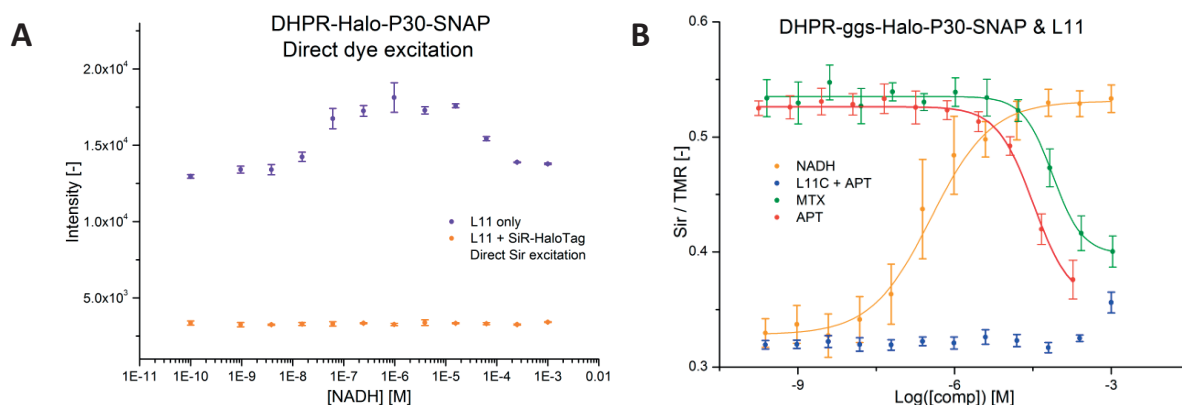 A
DHPR-Halo-P30-SNAP
Direct dye excitation
Intensity [-]
2.0x10⁴
1.5x10⁴
1.0x10⁴
5.0x10³
L11 only
L11 + SiR-HaloTag
Direct Sir excitation
1E-11 1E-10 1E-9 1E-8 1E-7 1E-6 1E-5 1E-4 1E-3 0.01
[NADH] [M]
B
DHPR-ggs-Halo-P30-SNAP & L11
Sir / TMR [-]
0.6
0.5
0.4
0.3
NADH
L11C + APT
MTX
APT
-9 -6 -3
Log([comp]) [M]